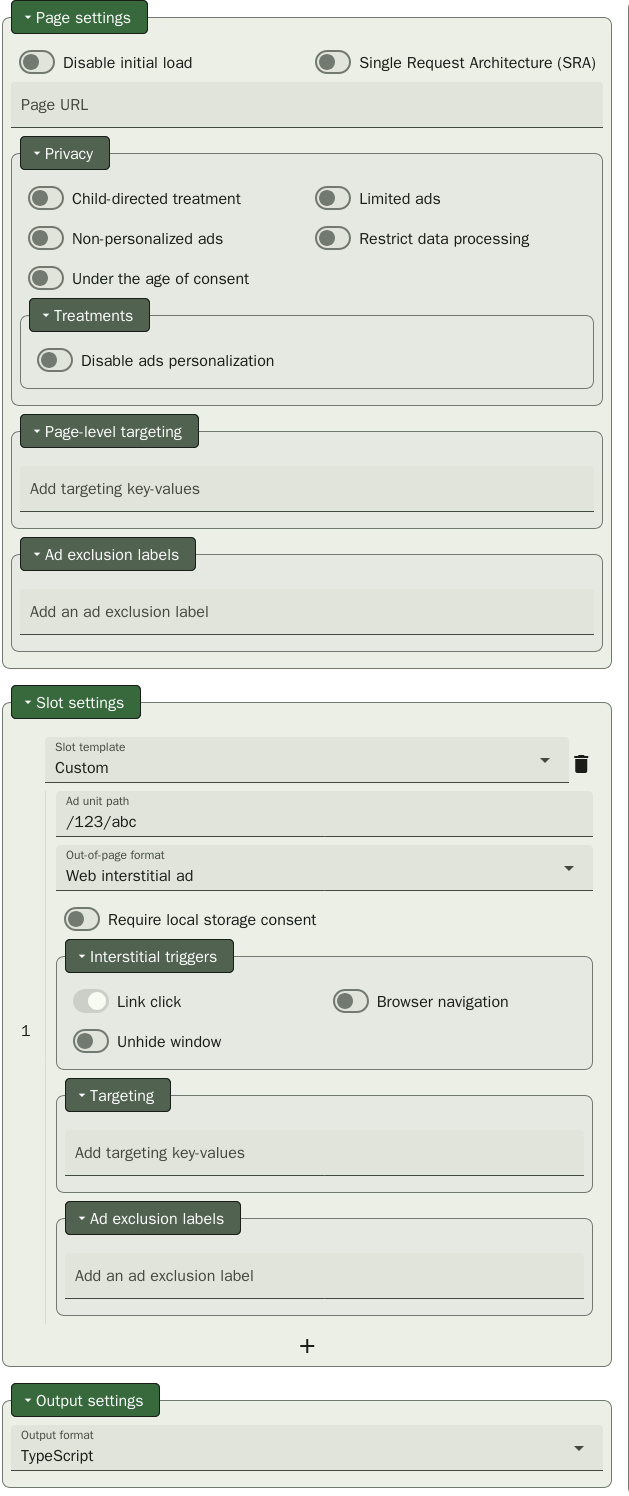 Page settings
Disable initial load
Single Request Architecture (SRA)
Page URL
Privacy
Child-directed treatment
Limited ads
Non-personalized ads
Restrict data processing
Under the age of consent
Treatments
Disable ads personalization
Page-level targeting
Add targeting key-values
Ad exclusion labels
Add an ad exclusion label
Slot settings
Slot template
Custom
Ad unit path
/123/abc
Out-of-page format
Web interstitial ad
Require local storage consent
Interstitial triggers
Link click
Browser navigation
1
Unhide window
Targeting
Add targeting key-values
Ad exclusion labels
Add an ad exclusion label
+
Output settings
Output format
TypeScript